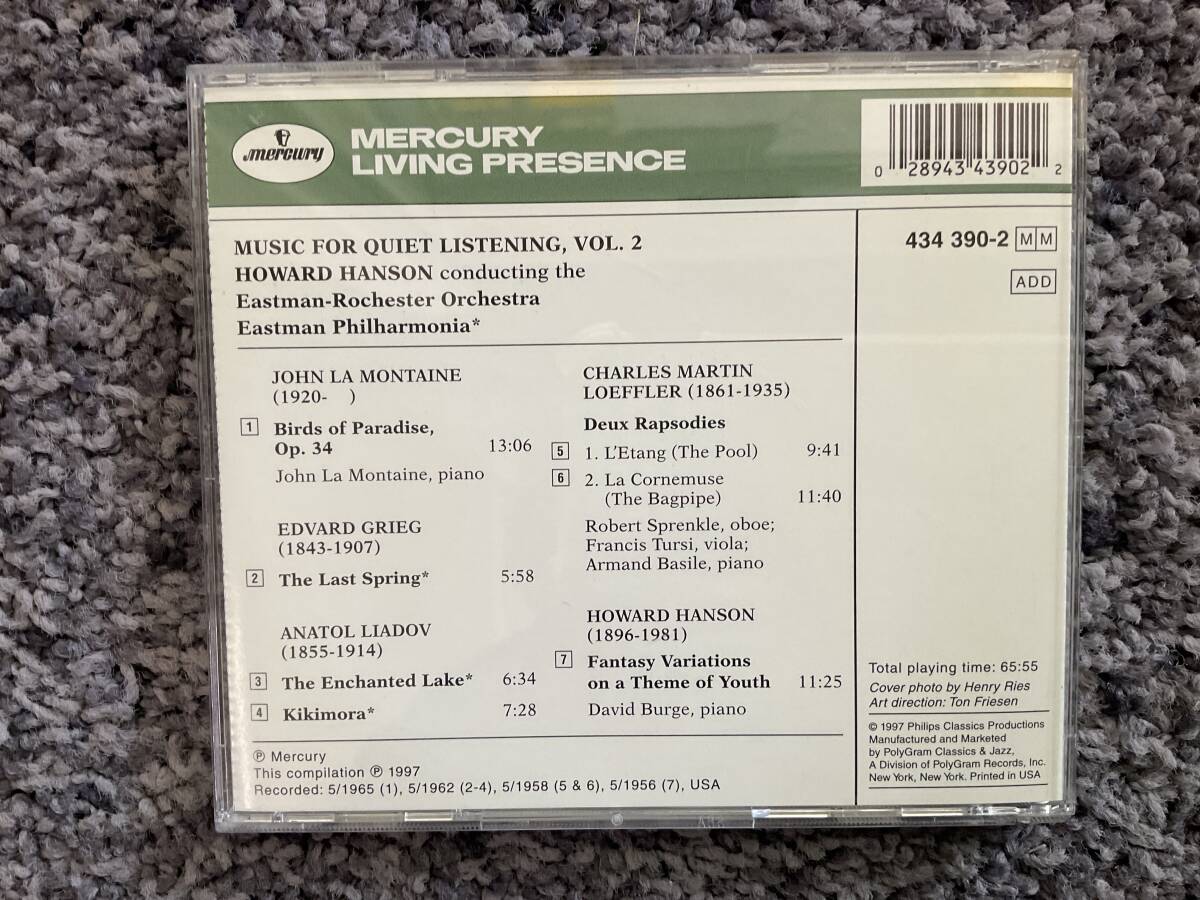 mercury
MERCURY
LIVING PRESENCE
0 28943 43902 2
MUSIC FOR QUIET LISTENING, VOL. 2
HOWARD HANSON conducting the
Eastman-Rochester Orchestra
Eastman Philharmonia*
434 390-2 M M
ADD
JOHN LA MONTAINE
(1920- )
1 Birds of Paradise,
Op. 34 13:06
John La Montaine, piano
EDVARD GRIEG
(1843-1907)
2 The Last Spring* 5:58
ANATOL LIADOV
(1855-1914)
3 The Enchanted Lake* 6:34
4 Kikimora* 7:28
CHARLES MARTIN
LOEFFLER (1861-1935)
Deux Rapsodies
5 1. L'Etang (The Pool) 9:41
6 2. La Cornemuse
(The Bagpipe) 11:40
Robert Sprenkle, oboe;
Francis Tursi, viola;
Armand Basile, piano
HOWARD HANSON
(1896-1981)
7 Fantasy Variations
on a Theme of Youth 11:25
David Burge, piano
℗ Mercury
This compilation ℗ 1997
Recorded: 5/1965 (1), 5/1962 (2-4), 5/1958 (5 & 6), 5/1956 (7), USA
Total playing time: 65:55
Cover photo by Henry Ries
Art direction: Ton Friesen
© 1997 Philips Classics Productions
Manufactured and Marketed
by PolyGram Classics & Jazz,
A Division of PolyGram Records, Inc.
New York, New York. Printed in USA